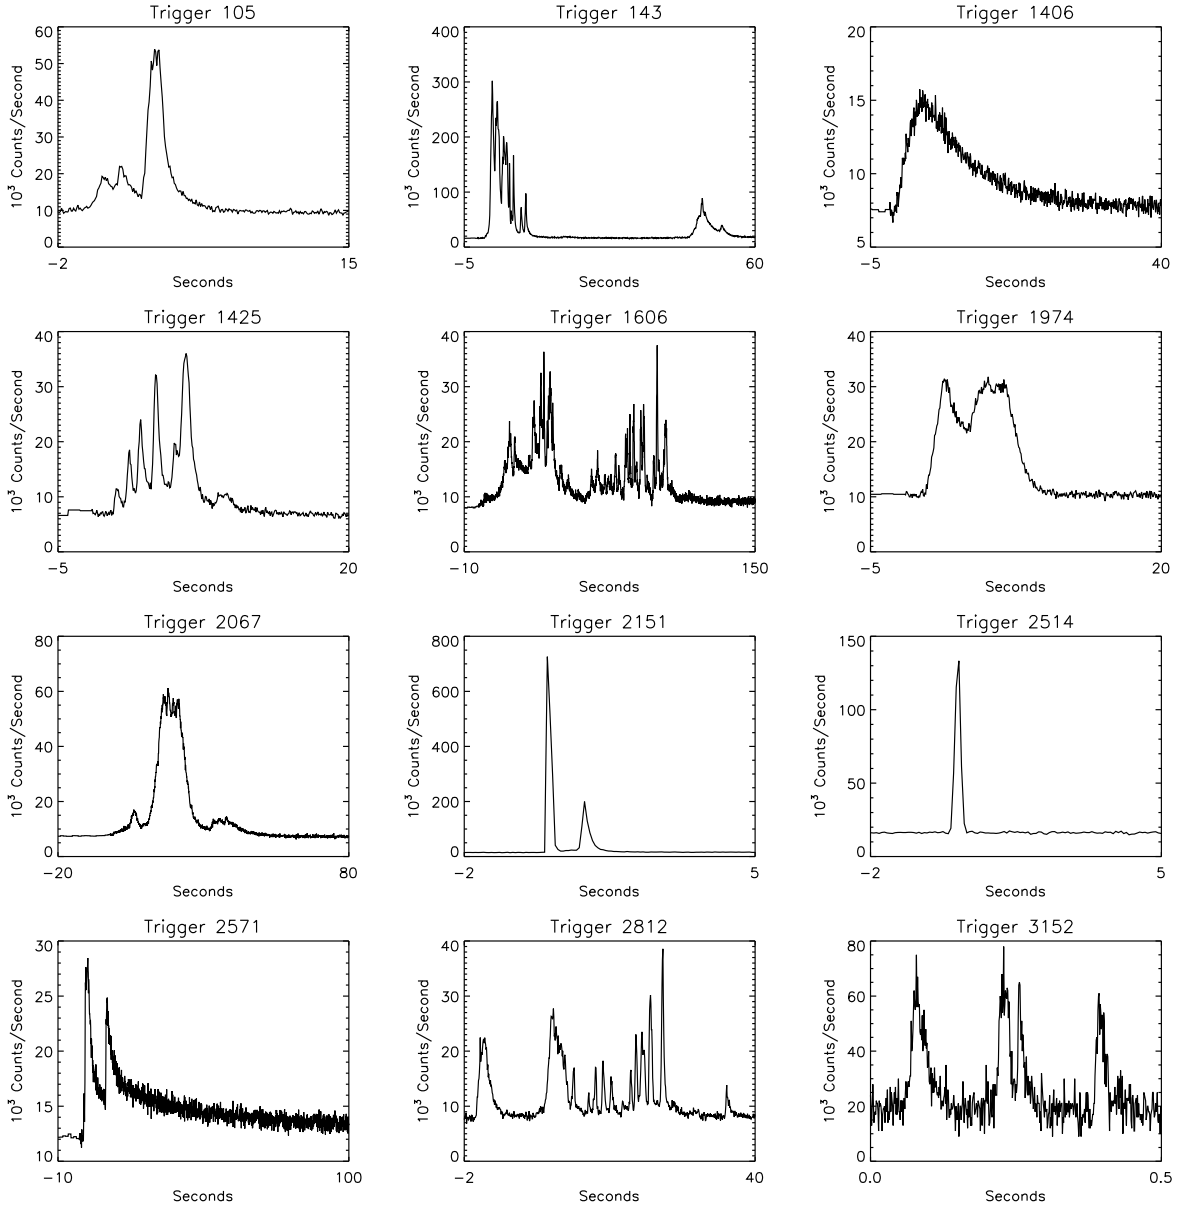 Trigger 105
Trigger 143
Trigger 1406
10³ Counts/Second
60
50
40
30
20
10
0
-2
15
Seconds
10³ Counts/Second
400
300
200
100
0
-5
60
Seconds
10³ Counts/Second
20
15
10
5
-5
40
Seconds
Trigger 1425
Trigger 1606
Trigger 1974
10³ Counts/Second
40
30
20
10
0
-5
20
Seconds
10³ Counts/Second
40
30
20
10
0
-10
150
Seconds
10³ Counts/Second
40
30
20
10
0
-5
20
Seconds
Trigger 2067
Trigger 2151
Trigger 2514
10³ Counts/Second
80
60
40
20
0
-20
80
Seconds
10³ Counts/Second
800
600
400
200
0
-2
5
Seconds
10³ Counts/Second
150
100
50
0
-2
5
Seconds
Trigger 2571
Trigger 2812
Trigger 3152
10³ Counts/Second
30
25
20
15
10
-10
100
Seconds
10³ Counts/Second
40
30
20
10
0
-2
40
Seconds
10³ Counts/Second
80
60
40
20
0
0.0
0.5
Seconds